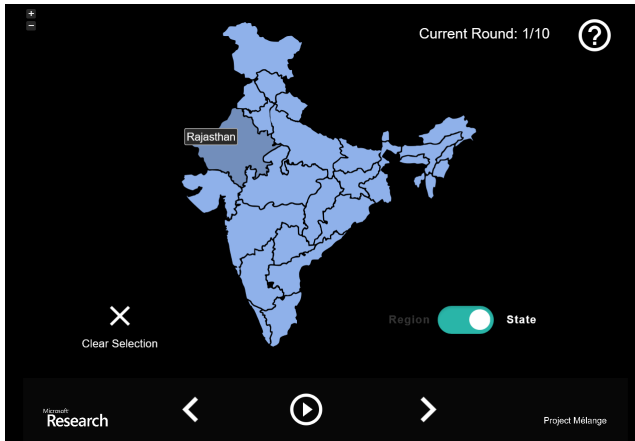 +
−
Current Round: 1/10
?
Rajasthan
Region State
Clear Selection
Microsoft
Research
Project Mélange